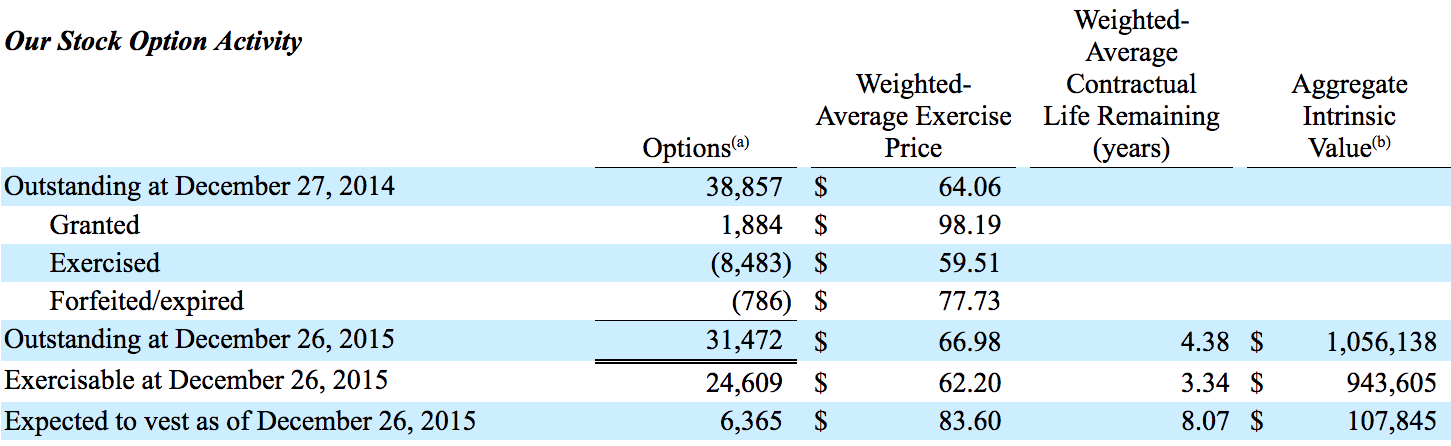 Our Stock Option Activity
Options(a)
Weighted-
Average Exercise
Price
Weighted-
Average
Contractual
Life Remaining
(years)
Aggregate
Intrinsic
Value(b)
Outstanding at December 27, 2014 38,857 $ 64.06
Granted 1,884 $ 98.19
Exercised (8,483) $ 59.51
Forfeited/expired (786) $ 77.73
Outstanding at December 26, 2015 31,472 $ 66.98 4.38 $ 1,056,138
Exercisable at December 26, 2015 24,609 $ 62.20 3.34 $ 943,605
Expected to vest as of December 26, 2015 6,365 $ 83.60 8.07 $ 107,845